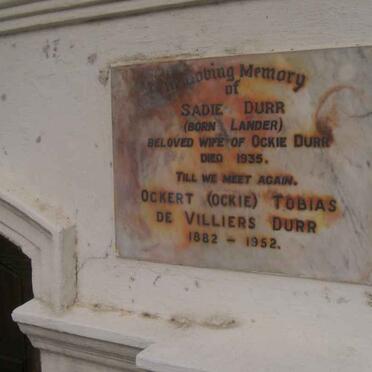 In Loving Memory
of
SADIE DURR
(BORN LANDER)
BELOVED WIFE OF OCKIE DURR
DIED 1935.
TILL WE MEET AGAIN.
OCKERT (OCKIE) TOBIAS
DE VILLIERS DURR
1882 - 1952.